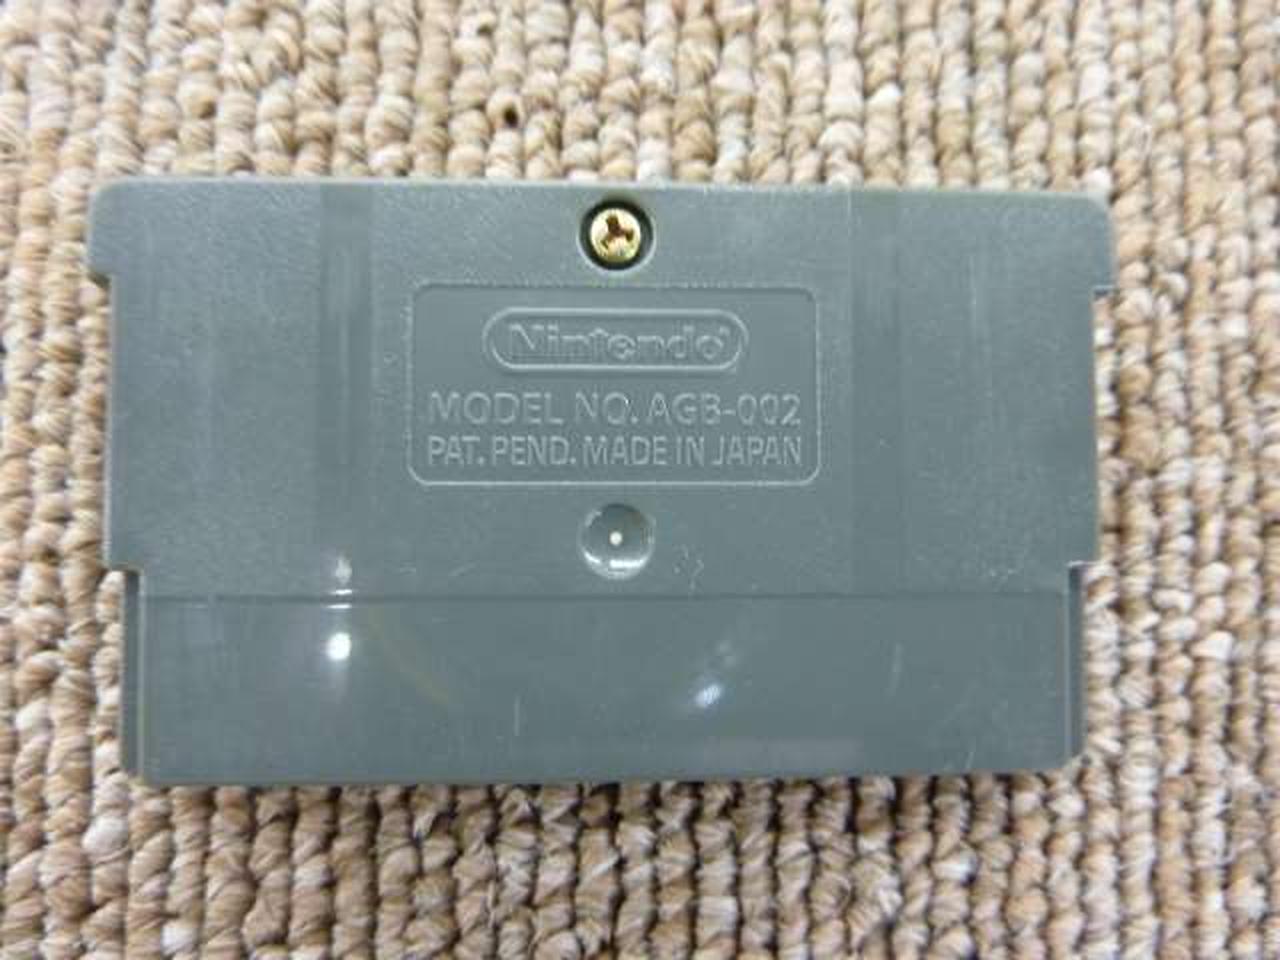 Nintendo®
MODEL NO. AGB-002
PAT. PEND. MADE IN JAPAN